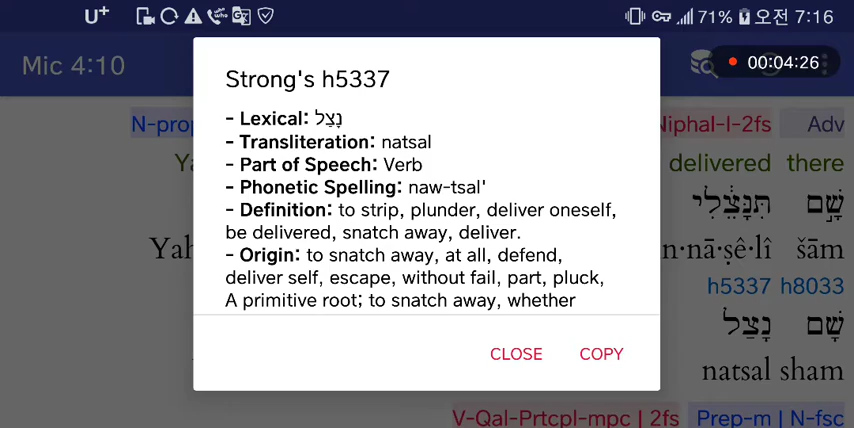 U+ 71% 오전 7:16
Mic 4:10
00:04:26
Strong's h5337
- Lexical: נָצַל
- Transliteration: natsal
- Part of Speech: Verb
- Phonetic Spelling: naw-tsal'
- Definition: to strip, plunder, deliver oneself,
be delivered, snatch away, deliver.
- Origin: to snatch away, at all, defend,
deliver self, escape, without fail, part, pluck,
A primitive root; to snatch away, whether
CLOSE COPY
N-prop Niphal-I-2fs Adv
Ya delivered there
תִּנָּצֵ֔לִי שָׁ֚ם
Yah n·nā·ṣê·lî šām
h5337 h8033
נָצַל שָׁם
natsal sham
V-Qal-Prtcpl-mpc | 2fs Prep-m | N-fsc